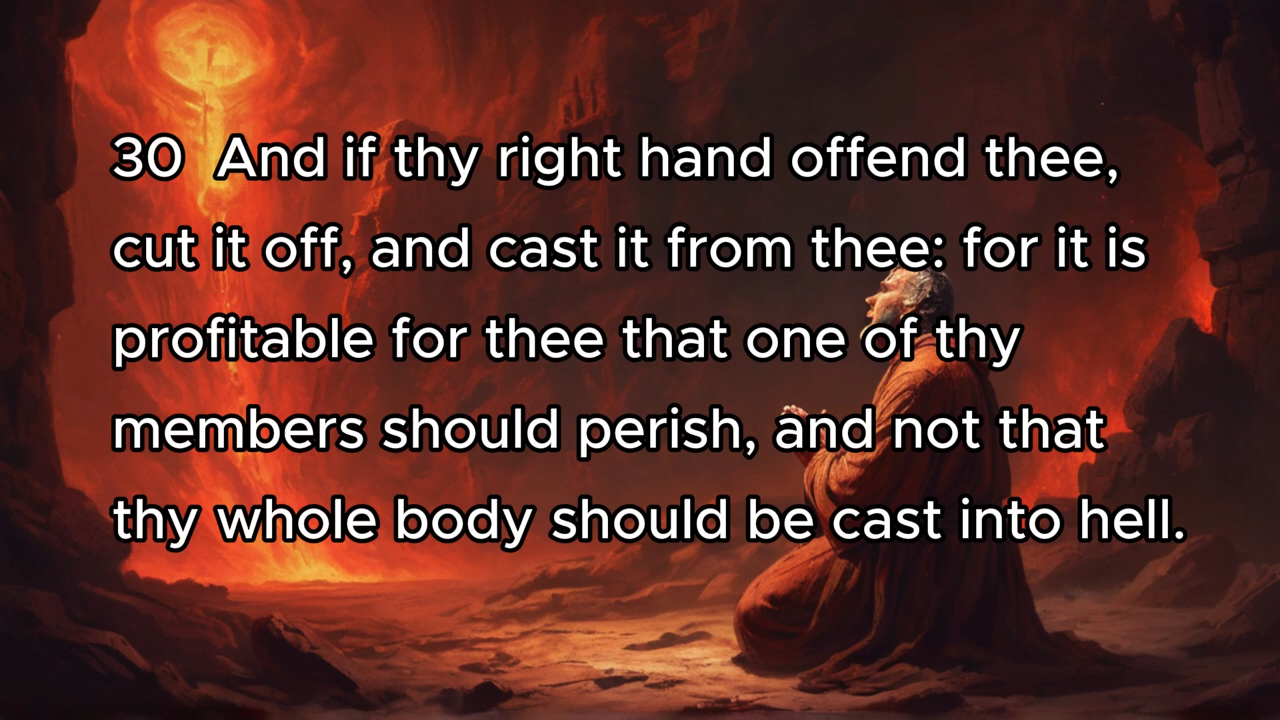 30 And if thy right hand offend thee,
cut it off, and cast it from thee: for it is
profitable for thee that one of thy
members should perish, and not that
thy whole body should be cast into hell.